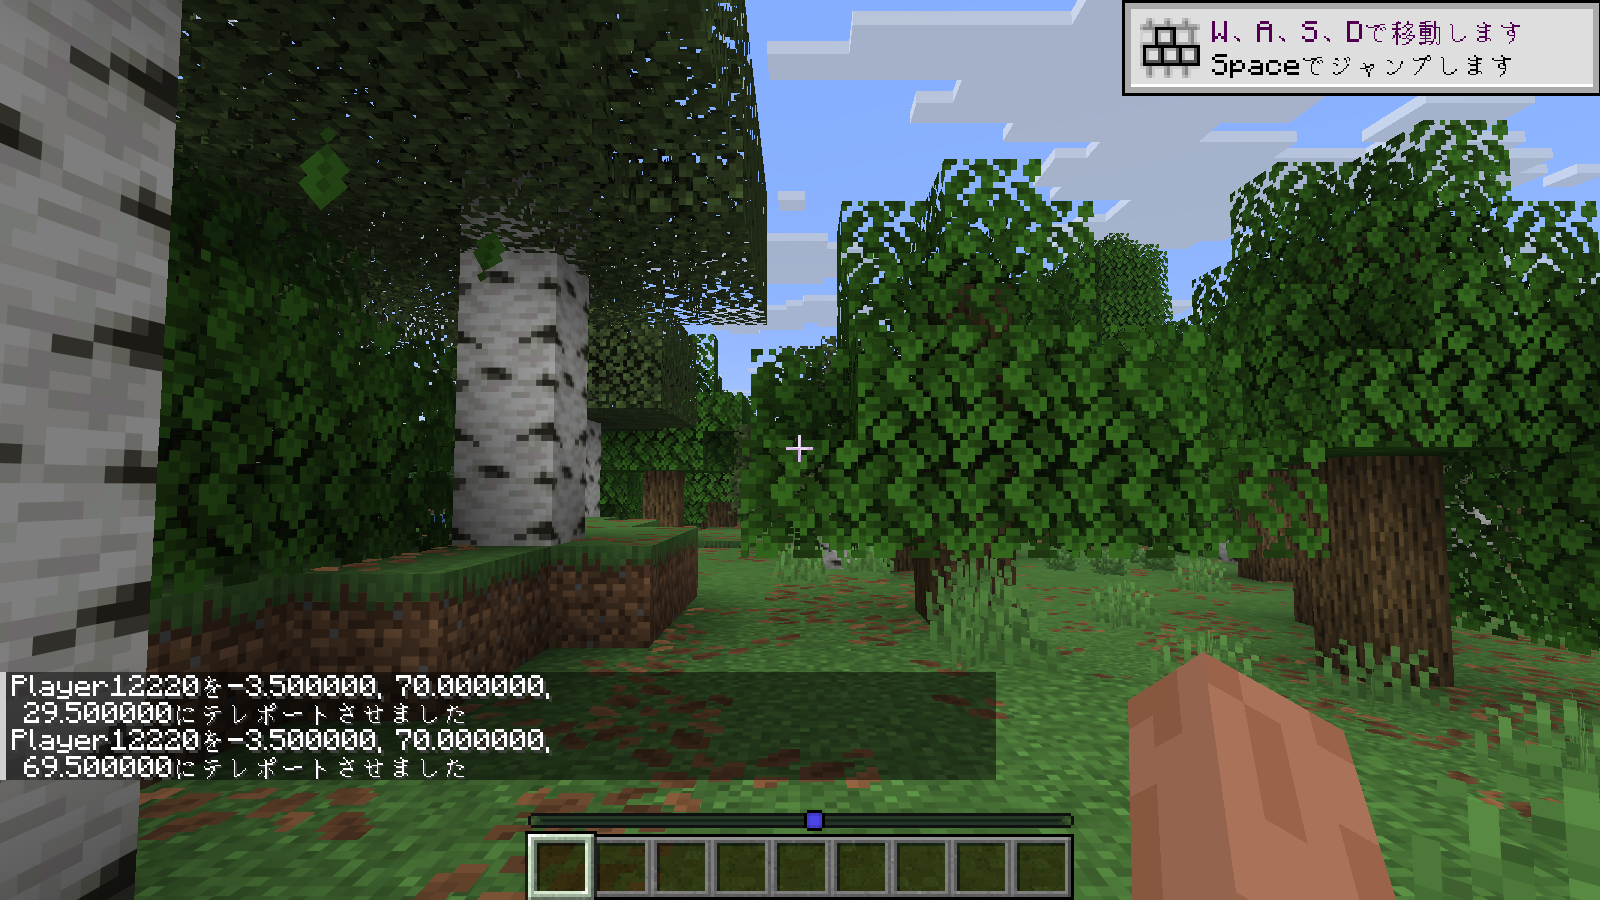 W、A、S、Dで移動します
Spaceでジャンプします
Player12220を-3.500000, 70.000000,
29.500000にテレポートさせました
Player12220を-3.500000, 70.000000,
69.500000にテレポートさせました